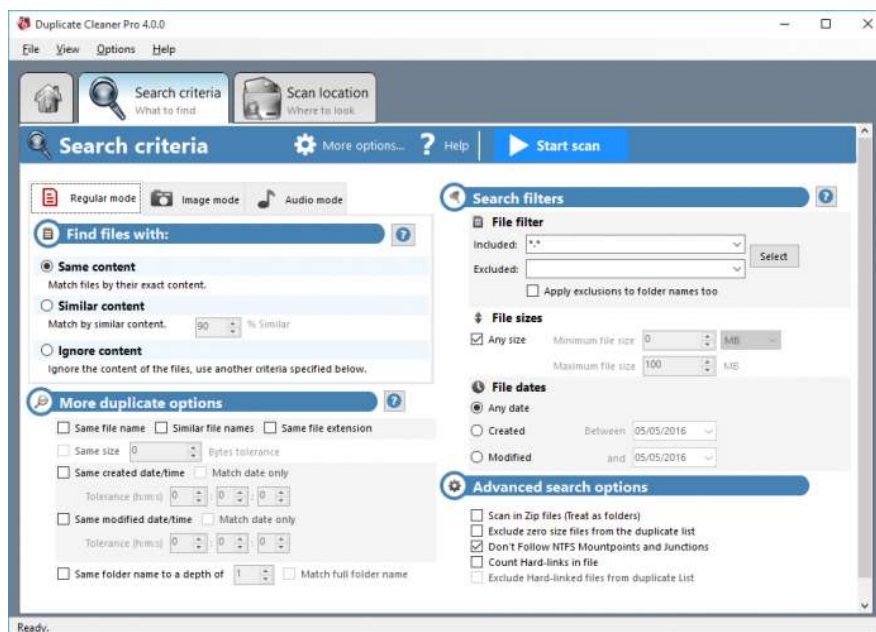 Duplicate Cleaner Pro 4.0.0
File View Options Help
Search criteria
What to find
Scan location
Where to look
Search criteria More options... ? Help Start scan
Regular mode Image mode Audio mode
Find files with: ?
Same content
Match files by their exact content.
Similar content
Match by similar content. 90 % Similar
Ignore content
Ignore the content of the files, use another criteria specified below.
More duplicate options ?
Same file name Similar file names Same file extension
Same size 0 Bytes tolerance
Same created date/time Match date only
Tolerance (h:m:s) 0 : 0 : 0
Same modified date/time Match date only
Tolerance (h:m:s) 0 : 0 : 0
Same folder name to a depth of 1 Match full folder name
Search filters ?
File filter
Included: *.*
Select
Excluded:
Apply exclusions to folder names too
File sizes
Any size Minimum file size 0 MB
Maximum file size 100 MB
File dates
Any date
Created Between 05/05/2016
Modified and 05/05/2016
Advanced search options
Scan in Zip files (Treat as folders)
Exclude zero size files from the duplicate list
Don't Follow NTFS Mountpoints and Junctions
Count Hard-links in file
Exclude Hard-linked files from duplicate List
Ready.